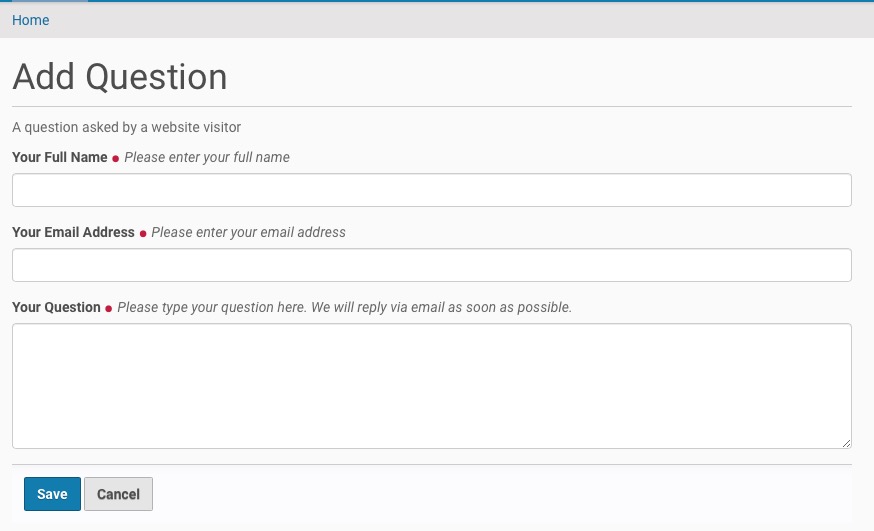 Home
Add Question
A question asked by a website visitor
Your Full Name ● Please enter your full name
Your Email Address ● Please enter your email address
Your Question ● Please type your question here. We will reply via email as soon as possible.
Save Cancel